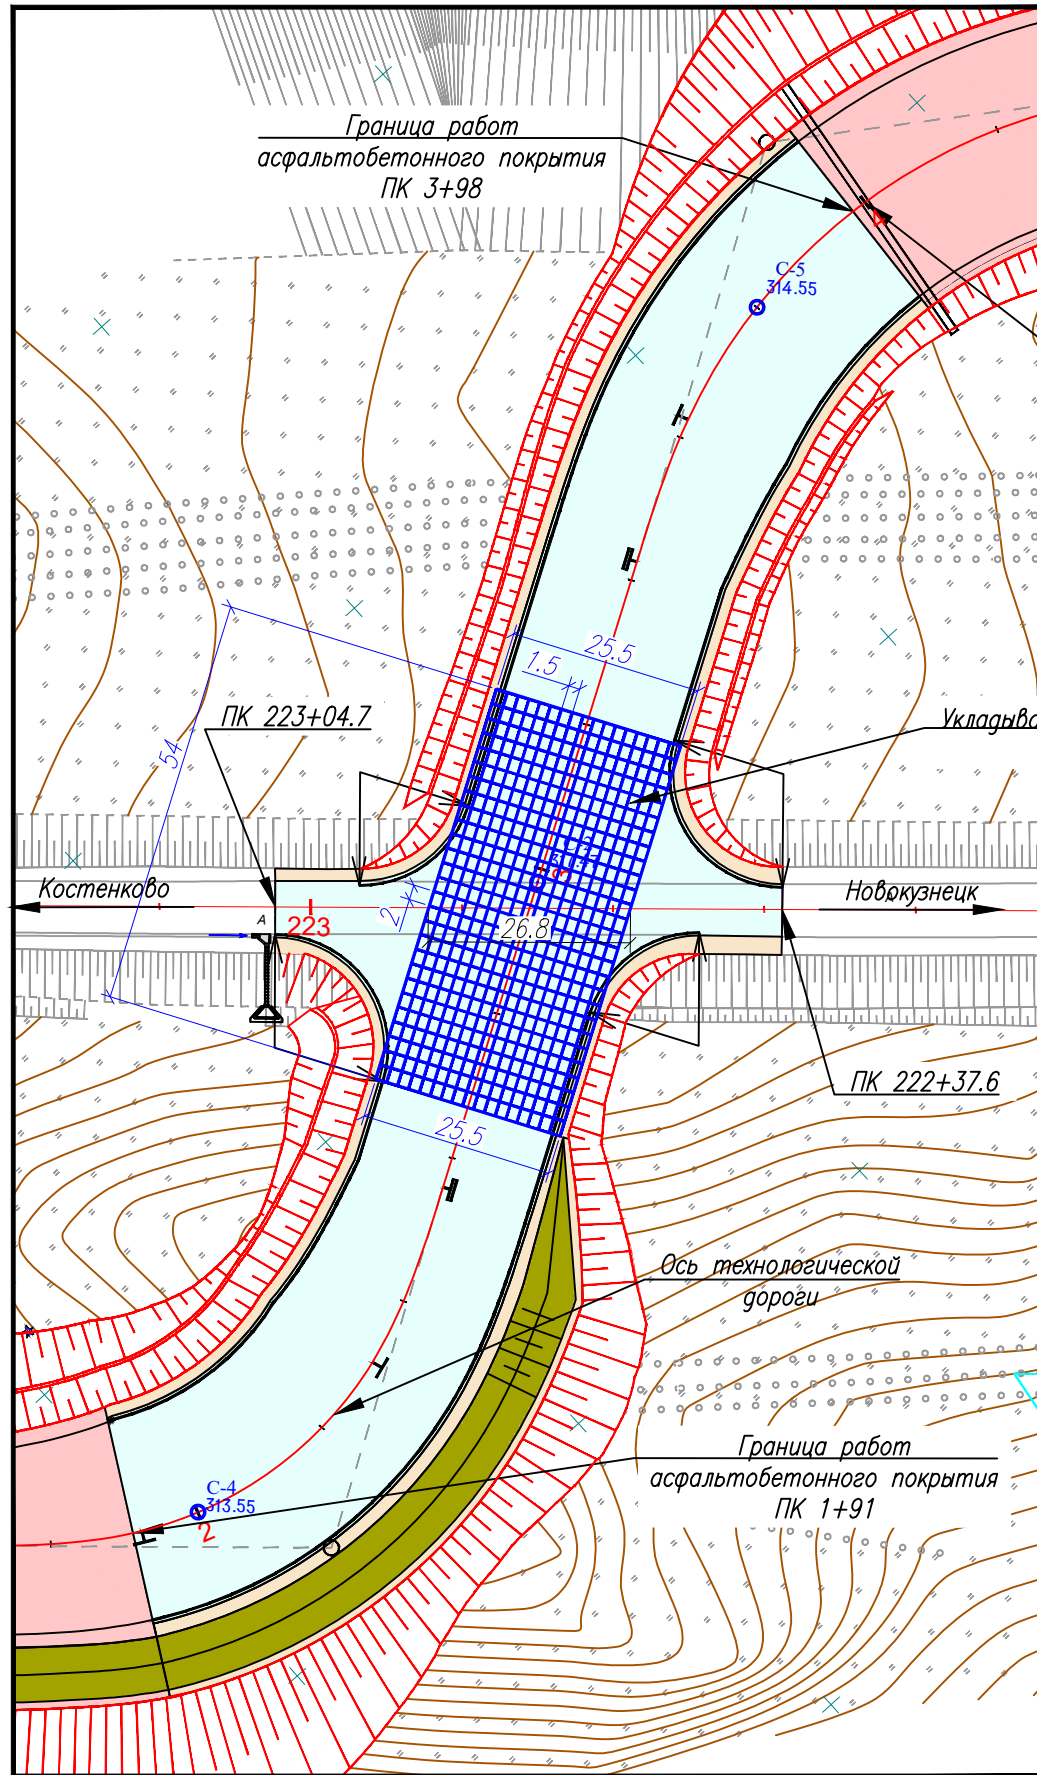 Граница работ
асфальтобетонного покрытия
ПК 3+98
С-5
314.55
4
25.5
1.5
ПК 223+04.7
Укладыва
54
Костенково
Новокузнецк
А
223
2
26.8
ПК 222+37.6
25.5
Ось технологической
дороги
Граница работ
асфальтобетонного покрытия
ПК 1+91
С-4
313.55
2